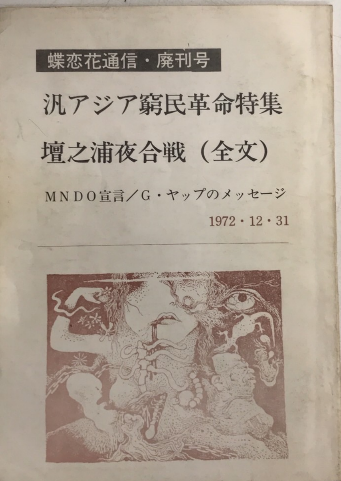 蝶恋花通信・廃刊号
汎アジア窮民革命特集
壇之浦夜合戦（全文）
MNDO宣言／G・ヤップのメッセージ
1972・12・31